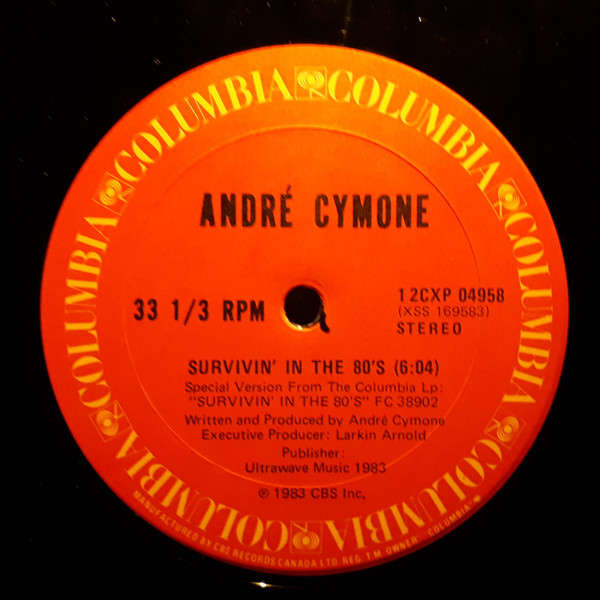 COLUMBIA COLUMBIA COLUMBIA COLUMBIA COLUMBIA COLUMBIA COLUMBIA
ANDRÉ CYMONE
33 1/3 RPM
12CXP 04958
(XSS 169583)
STEREO
SURVIVIN' IN THE 80'S (6:04)
Special Version From The Columbia Lp:
"SURVIVIN' IN THE 80'S" FC 38902
Written and Produced by André Cymone
Executive Producer: Larkin Arnold
Publisher:
Ultrawave Music 1983
℗ 1983 CBS Inc.
MANUFACTURED BY CBS RECORDS CANADA LTD. REG. T.M. OWNER -COLUMBIA-